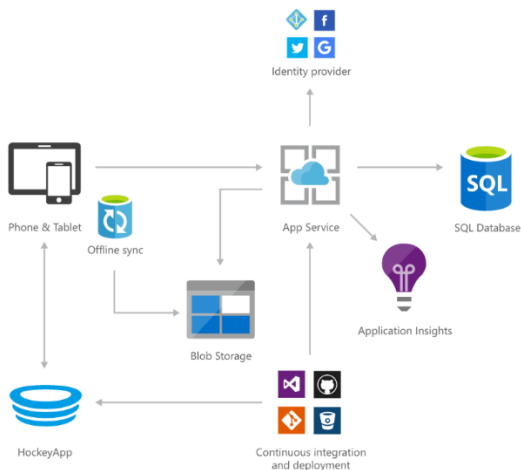 Identity provider
SQL
Phone & Tablet
Offline sync
App Service
SQL Database
Application Insights
Blob Storage
HockeyApp
Continuous integration
and deployment